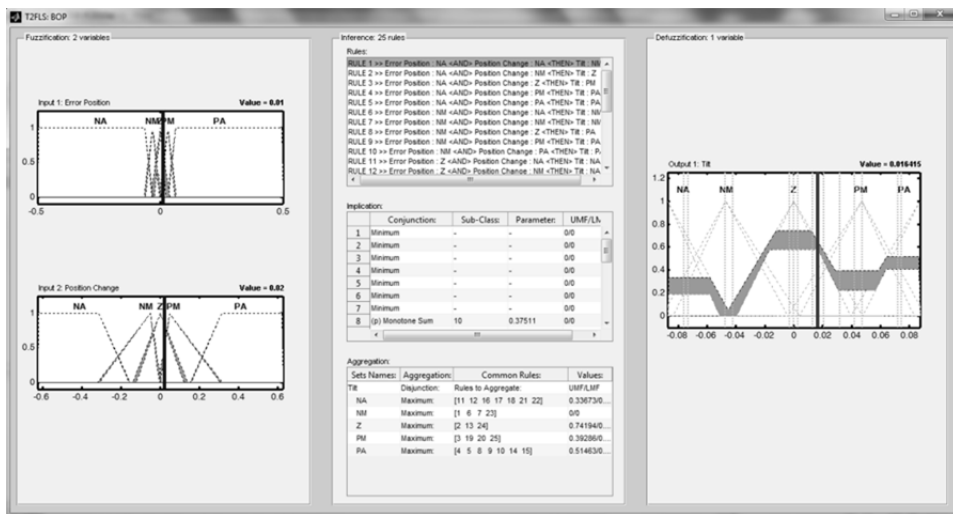 T2FLS: BOP
Fuzzification: 2 variables
Input 1: Error Position Value = 0.01
NA NM PM PA
1
0.5
0
-0.5 0 0.5
Input 2: Position Change Value = 0.02
NA NM Z PM PA
1
0.5
0
-0.6 -0.4 -0.2 0 0.2 0.4 0.6
Inference: 25 rules
Rules:
RULE 1 >> Error Position : NA <AND> Position Change : NA <THEN> Tilt : NM
RULE 2 >> Error Position : NA <AND> Position Change : NM <THEN> Tilt : Z
RULE 3 >> Error Position : NA <AND> Position Change : Z <THEN> Tilt : PM
RULE 4 >> Error Position : NA <AND> Position Change : PM <THEN> Tilt : PA
RULE 5 >> Error Position : NA <AND> Position Change : PA <THEN> Tilt : PA
RULE 6 >> Error Position : NM <AND> Position Change : NA <THEN> Tilt : NM
RULE 7 >> Error Position : NM <AND> Position Change : NM <THEN> Tilt : NM
RULE 8 >> Error Position : NM <AND> Position Change : Z <THEN> Tilt : PA
RULE 9 >> Error Position : NM <AND> Position Change : PM <THEN> Tilt : PA
RULE 10 >> Error Position : NM <AND> Position Change : PA <THEN> Tilt : P
RULE 11 >> Error Position : Z <AND> Position Change : NA <THEN> Tilt : NA
RULE 12 >> Error Position : Z <AND> Position Change : NM <THEN> Tilt : NA
Implication:
Conjunction: Sub-Class: Parameter: UMF/LM
1 Minimum - - 0/0
2 Minimum - - 0/0
3 Minimum - - 0/0
4 Minimum - - 0/0
5 Minimum - - 0/0
6 Minimum - - 0/0
7 Minimum - - 0/0
8 (p) Monotone Sum 10 0.37511 0/0
Aggregation:
Sets Names: Aggregation: Common Rules: Values:
Tilt Disjunction: Rules to Aggregate: UMF/LMF
NA Maximum: [11 12 16 17 18 21 22] 0.33673/0....
NM Maximum: [1 6 7 23] 0/0
Z Maximum: [2 13 24] 0.74194/0....
PM Maximum: [3 19 20 25] 0.39286/0....
PA Maximum: [4 5 8 9 10 14 15] 0.51463/0....
Defuzzification: 1 variable
Output 1: Tilt Value = 0.016415
NA NM Z PM PA
1.2
1
0.8
0.6
0.4
0.2
0
-0.08 -0.06 -0.04 -0.02 0 0.02 0.04 0.06 0.08